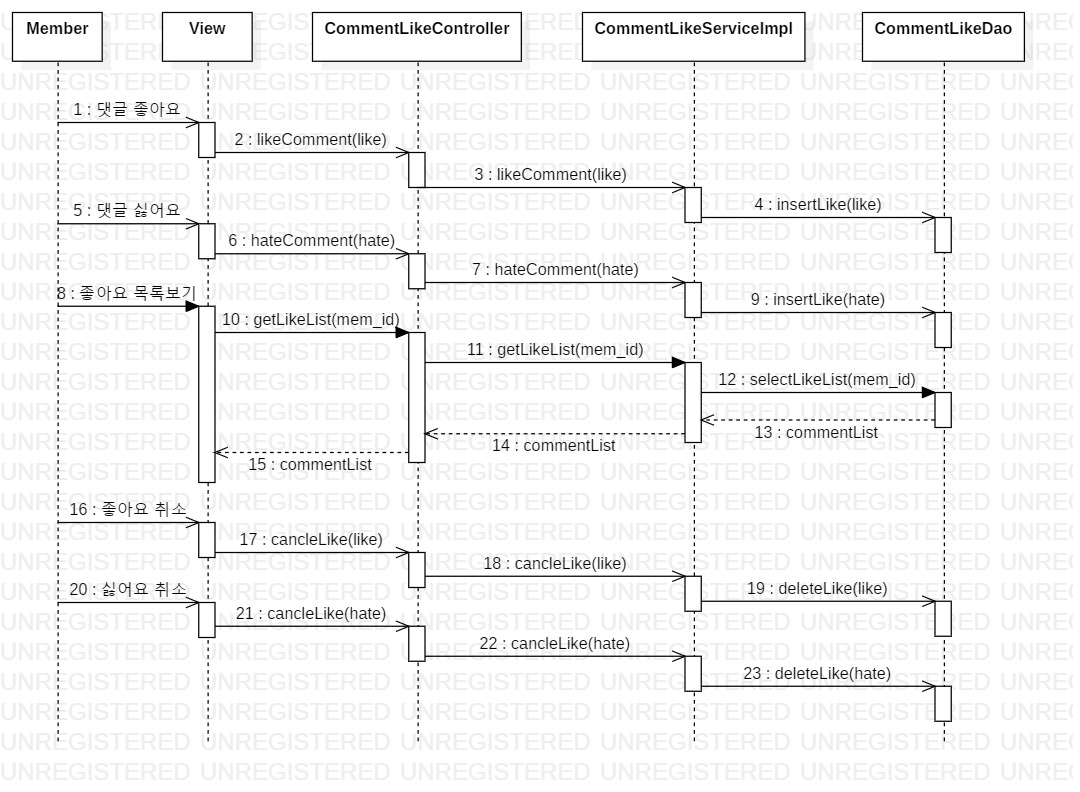 Member
View
CommentLikeController
CommentLikeServiceImpl
CommentLikeDao
1 : 댓글 좋아요
2 : likeComment(like)
3 : likeComment(like)
4 : insertLike(like)
5 : 댓글 싫어요
6 : hateComment(hate)
7 : hateComment(hate)
8 : 좋아요 목록보기
9 : insertLike(hate)
10 : getLikeList(mem_id)
11 : getLikeList(mem_id)
12 : selectLikeList(mem_id)
13 : commentList
14 : commentList
15 : commentList
16 : 좋아요 취소
17 : cancleLike(like)
18 : cancleLike(like)
19 : deleteLike(like)
20 : 싫어요 취소
21 : cancleLike(hate)
22 : cancleLike(hate)
23 : deleteLike(hate)
UNREGISTERED UNREGISTERED UNREGISTERED UNREGISTERED UNREGISTERED UNRE